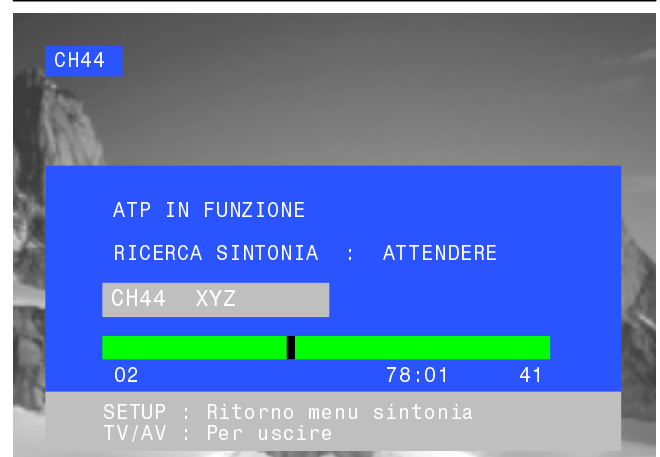 CH44
ATP IN FUNZIONE
RICERCA SINTONIA : ATTENDERE
CH44 XYZ
02 78:01 41
SETUP : Ritorno menu sintonia
TV/AV : Per uscire